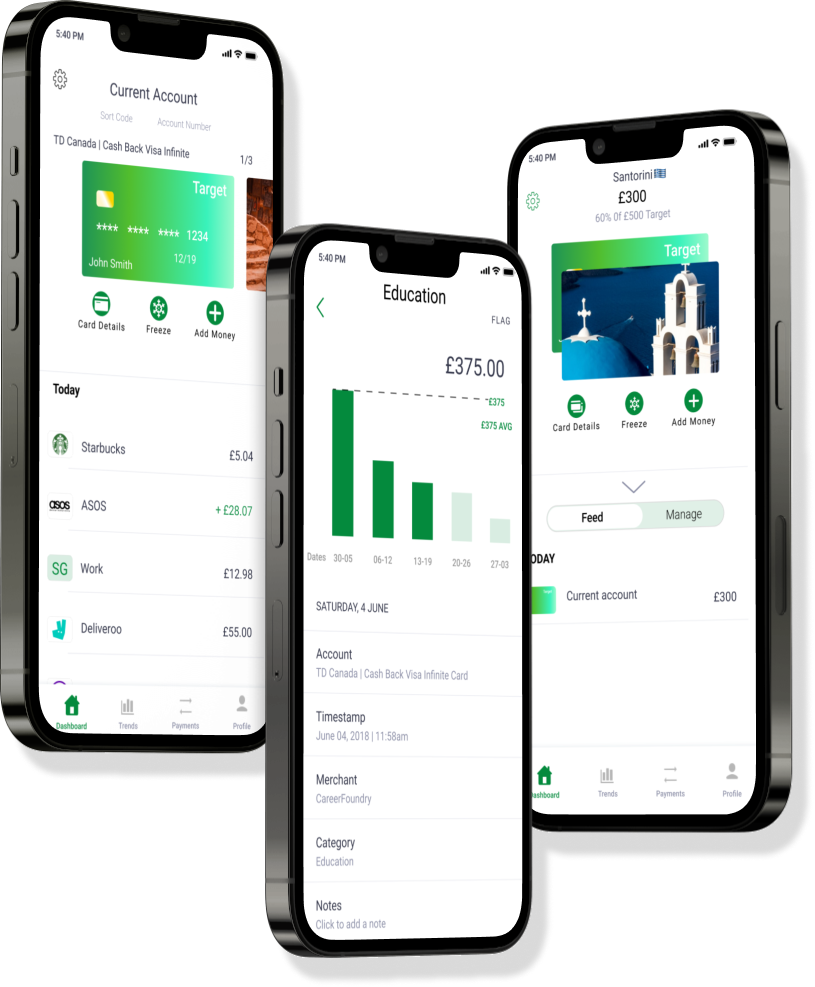 5:40 PM
Current Account
Sort Code Account Number
TD Canada | Cash Back Visa Infinite 1/3
Target
**** **** **** 1234
12/19
John Smith
Card Details Freeze Add Money
Today
Starbucks £5.04
asos ASOS + £28.07
SG Work £12.98
Deliveroo £55.00
Dashboard Trends Payments Profile
5:40 PM
Education
FLAG
£375.00
£375
£375 AVG
Dates 30-05 06-12 13-19 20-26 27-03
SATURDAY, 4 JUNE
Account
TD Canada | Cash Back Visa Infinite Card
Timestamp
June 04, 2018 | 11:58am
Merchant
CareerFoundry
Category
Education
Notes
Click to add a note
5:40 PM
Santorini
£300
60% 0f £500 Target
Target
Card Details Freeze Add Money
Feed Manage
ODAY
Current account £300
ashboard Trends Payments Profile